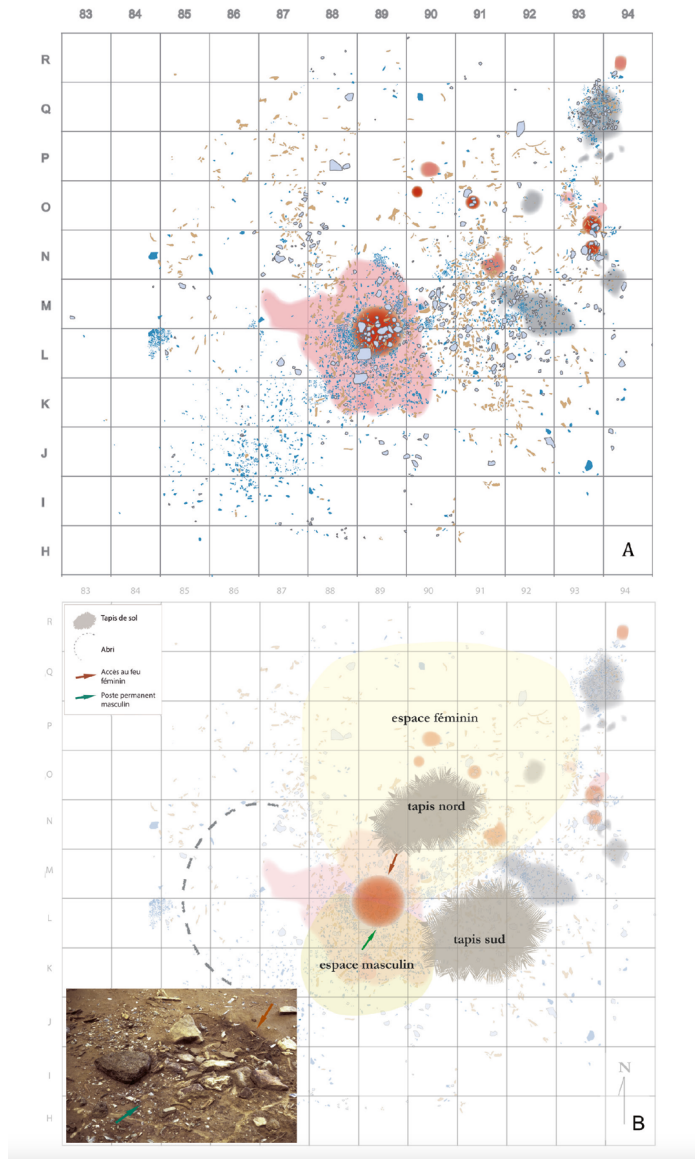 83 84 85 86 87 88 89 90 91 92 93 94
R
Q
P
O
N
M
L
K
J
I
H
A
83 84 85 86 87 88 89 90 91 92 93 94
Tapis de sol
Abri
Accès au feu
féminin
Poste permanent
masculin
R
Q
P
O
N
M
L
K
J
I
H
espace féminin
tapis nord
tapis sud
espace masculin
N
B